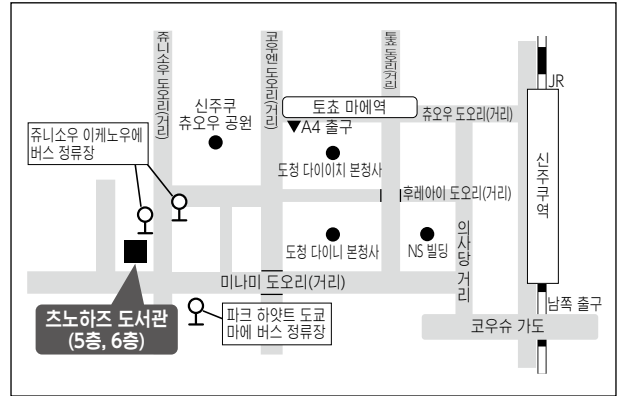 쥬니소우 도오리(거리)
코우엔 도오리(거리)
토쵸 도오리(거리)
JR
신주쿠
츄오우 공원
토쵸 마에역
▼A4 출구
츄오우 도오리(거리)
쥬니소우 이케노우에
버스 정류장
도청 다이이치 본청사
신주쿠역
후레아이 도오리(거리)
의사당 거리
도청 다이니 본청사
NS 빌딩
미나미 도오리(거리)
남쪽 출구
츠노하즈 도서관
(5층, 6층)
파크 하얏트 도쿄
마에 버스 정류장
코우슈 가도